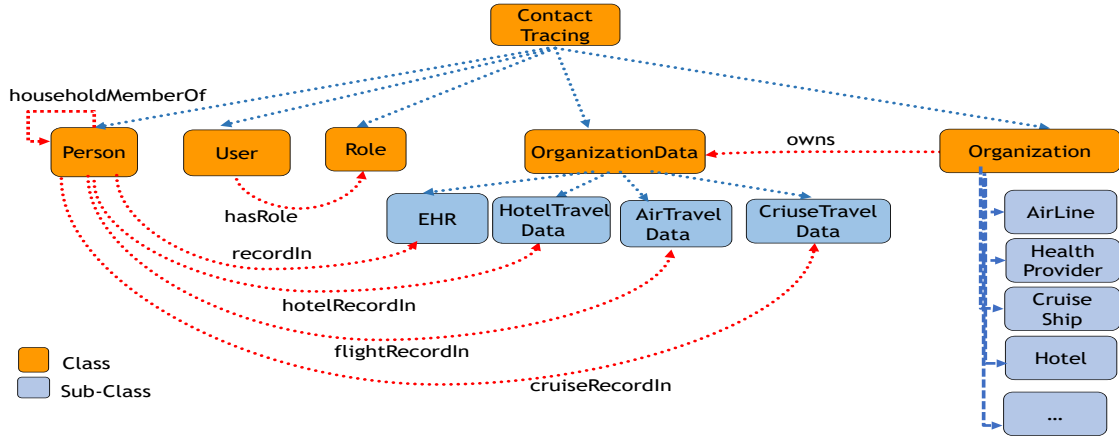 Contact
Tracing
householdMemberOf
Person
User
Role
OrganizationData
owns
Organization
hasRole
EHR
HotelTravel
Data
AirTravel
Data
CriuseTravel
Data
AirLine
recordIn
Health
Provider
hotelRecordIn
Cruise
Ship
flightRecordIn
Hotel
cruiseRecordIn
Class
Sub-Class
...